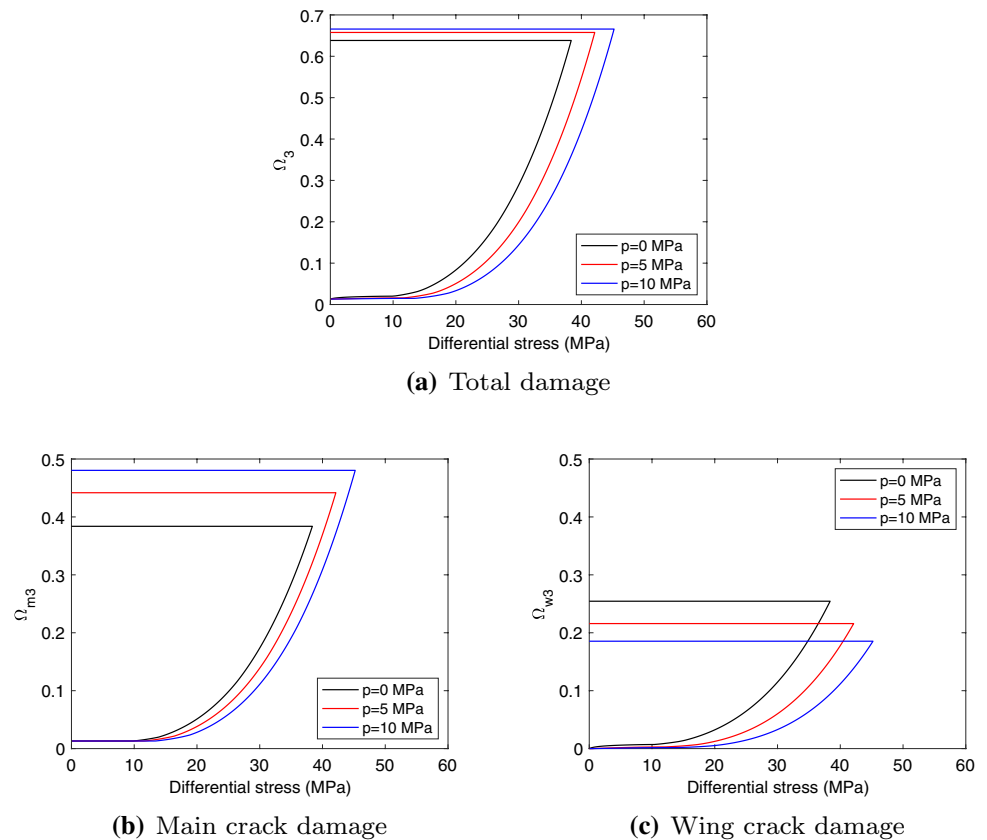 0.7
0.6
0.5
0.4
0.3
0.2
0.1
0
Ω3
p=0 MPa
p=5 MPa
p=10 MPa
0 10 20 30 40 50 60
Differential stress (MPa)
(a) Total damage
0.5
0.4
0.3
0.2
0.1
0
Ωm3
p=0 MPa
p=5 MPa
p=10 MPa
0 10 20 30 40 50 60
Differential stress (MPa)
(b) Main crack damage
0.5
0.4
0.3
0.2
0.1
0
Ωw3
p=0 MPa
p=5 MPa
p=10 MPa
0 10 20 30 40 50 60
Differential stress (MPa)
(c) Wing crack damage